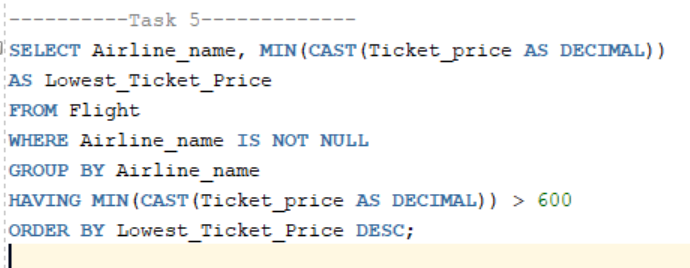 ----------Task 5-------------
SELECT Airline_name, MIN(CAST(Ticket_price AS DECIMAL))
AS Lowest_Ticket_Price
FROM Flight
WHERE Airline_name IS NOT NULL
GROUP BY Airline_name
HAVING MIN(CAST(Ticket_price AS DECIMAL)) > 600
ORDER BY Lowest_Ticket_Price DESC;